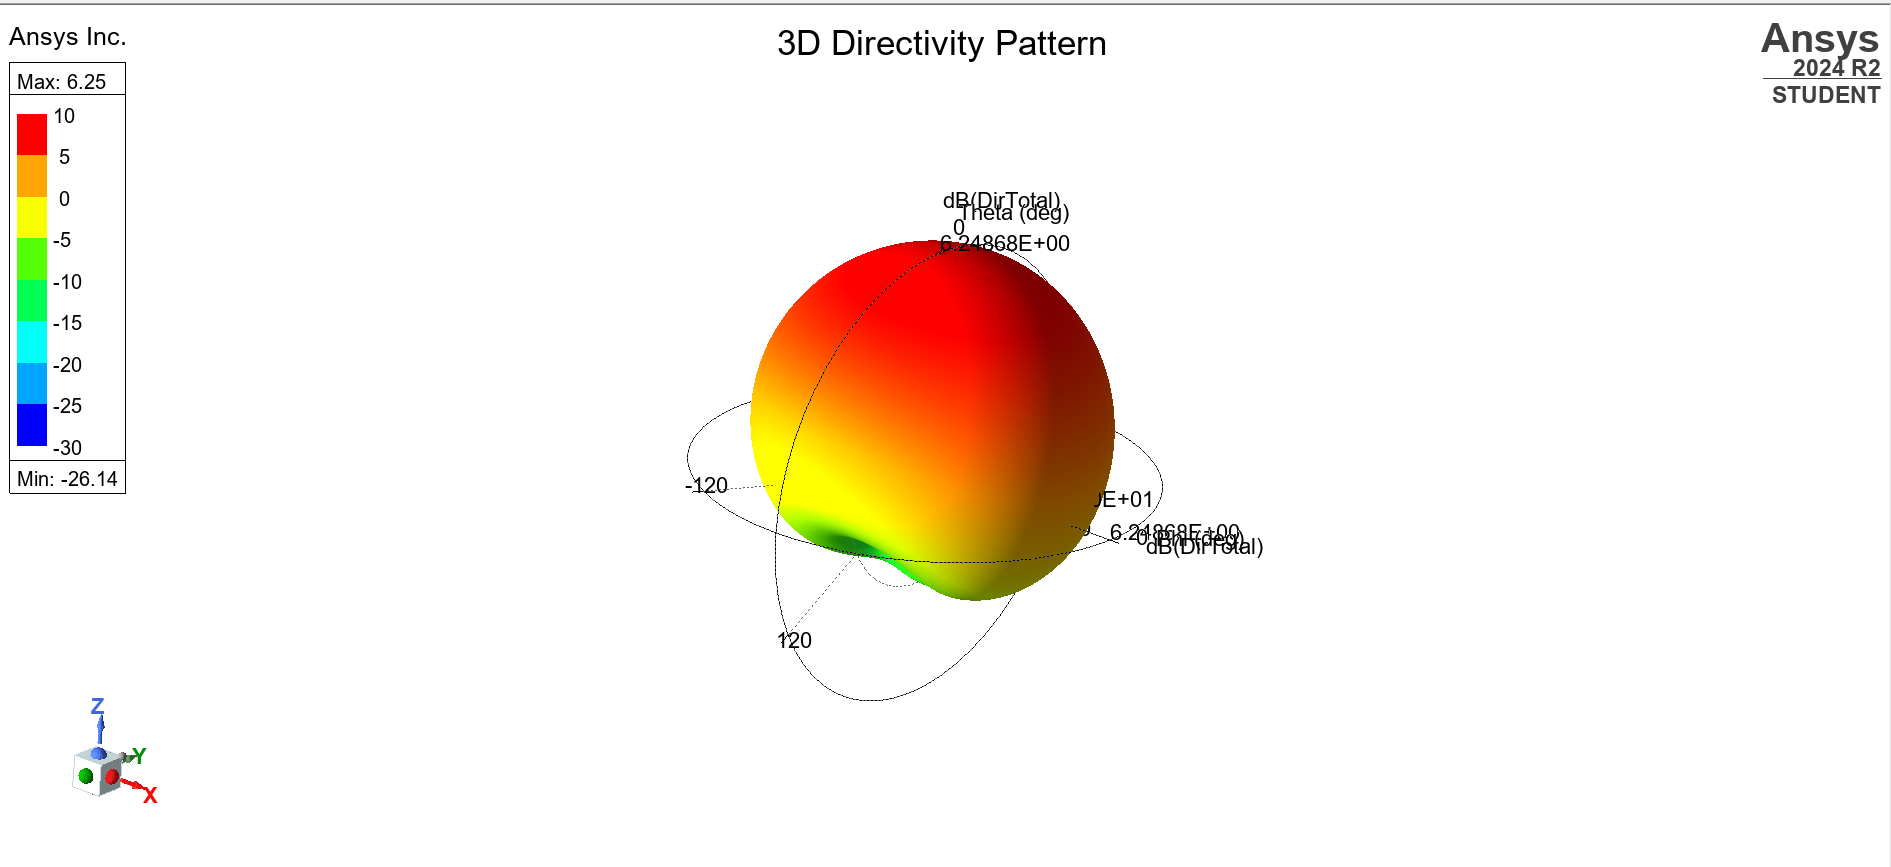 Ansys Inc.
3D Directivity Pattern
Ansys
2024 R2
STUDENT
Max: 6.25
10
5
0
-5
-10
-15
-20
-25
-30
Min: -26.14
dB(DirTotal)
Theta (deg)
0
6.24868E+00
-120
E+01
6.24868E+00
0 Phi (deg)
dB(DirTotal)
120
Z
Y
X